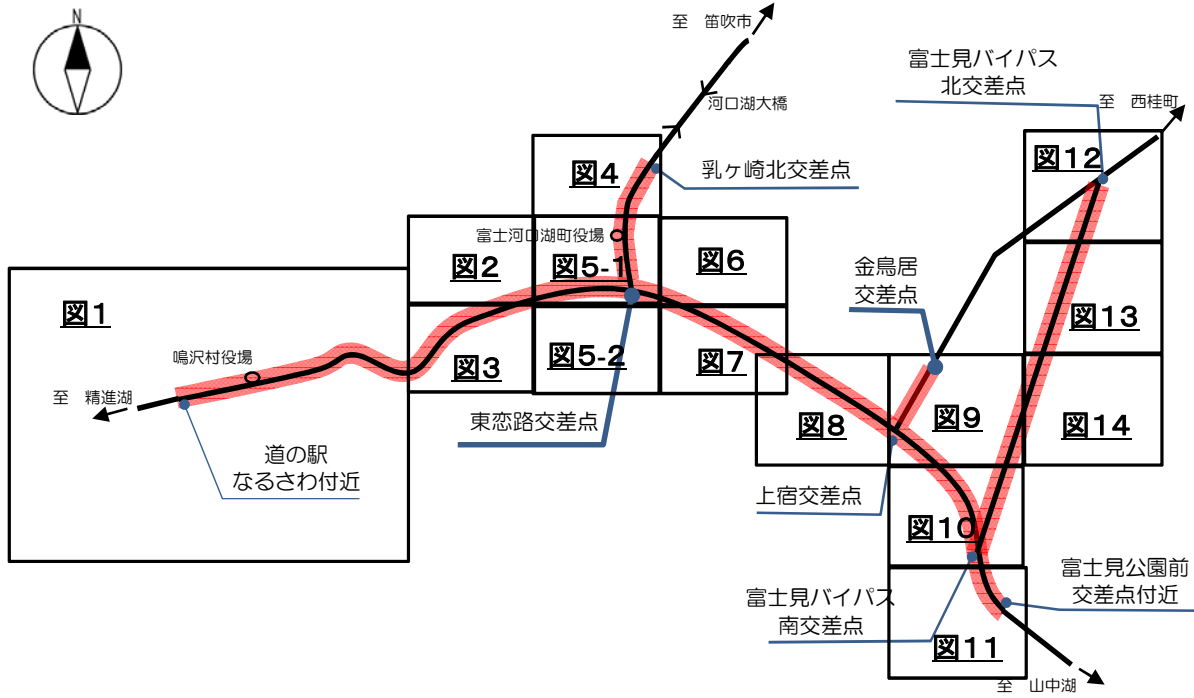 N
至 笛吹市
河口湖大橋
富士見バイパス
北交差点
至 西桂町
図4
乳ヶ崎北交差点
図12
図2
富士河口湖町役場
図5-1
図6
金鳥居
交差点
図1
図13
鳴沢村役場
図3
図5-2
図7
至 精進湖
東恋路交差点
図8
図9
図14
道の駅
なるさわ付近
上宿交差点
図10
富士見バイパス
南交差点
富士見公園前
交差点付近
図11
至 山中湖